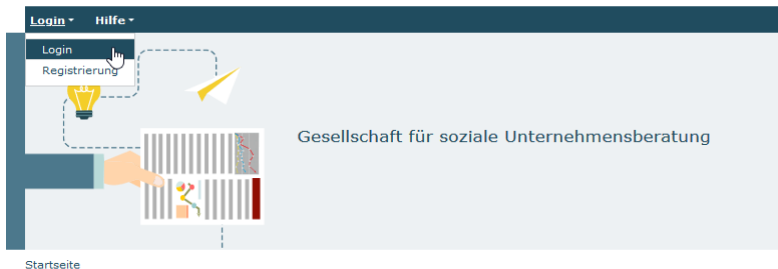 Login Hilfe
Login
Registrierung
Gesellschaft für soziale Unternehmensberatung
Startseite